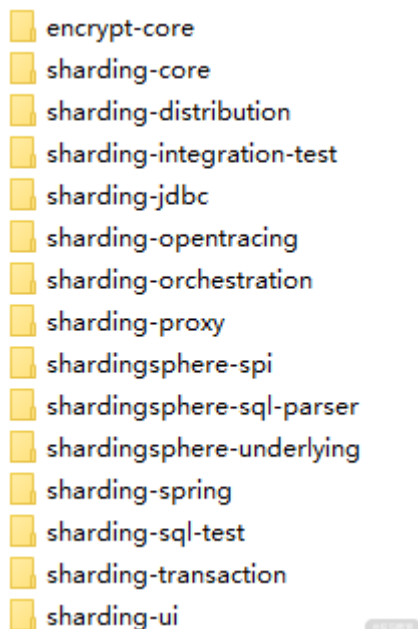 encrypt-core
sharding-core
sharding-distribution
sharding-integration-test
sharding-jdbc
sharding-opentracing
sharding-orchestration
sharding-proxy
shardingsphere-spi
shardingsphere-sql-parser
shardingsphere-underlying
sharding-spring
sharding-sql-test
sharding-transaction
sharding-ui